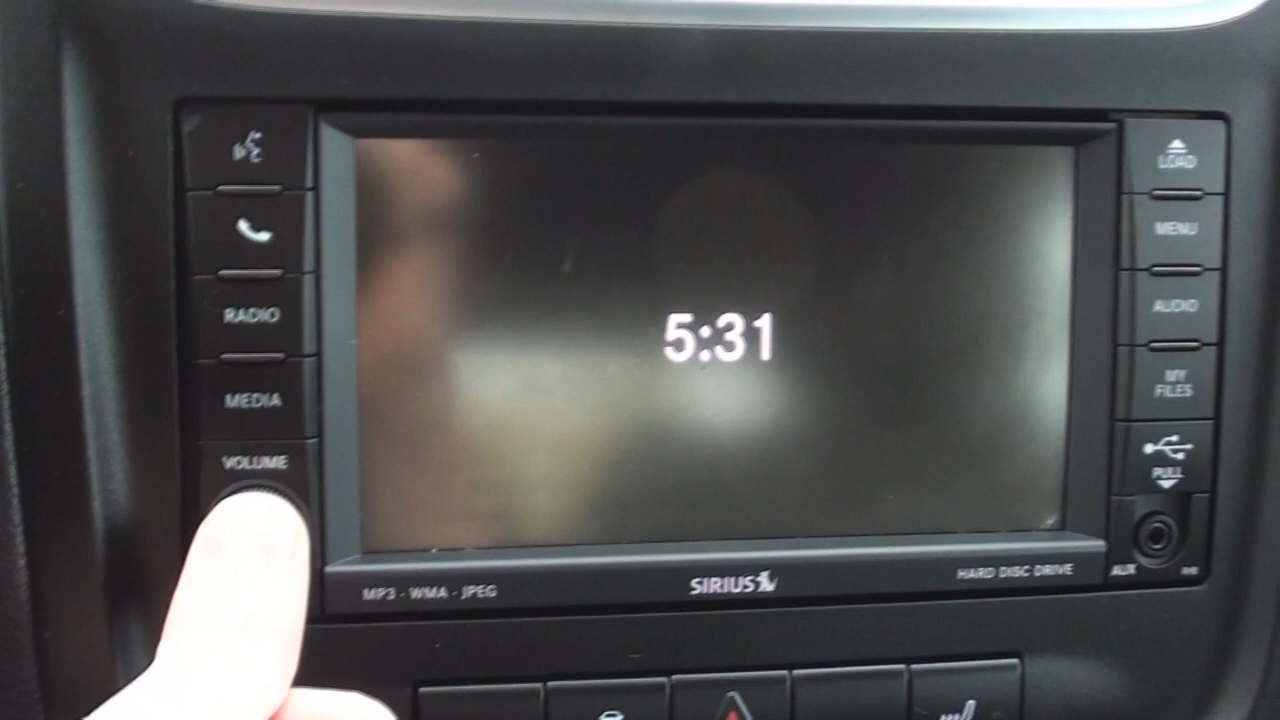 LOAD
MENU
RADIO
AUDIO
5:31
MEDIA
MY
FILES
VOLUME
PULL
MP3 - WMA - JPEG
SIRIUS
HARD DISC DRIVE
AUX